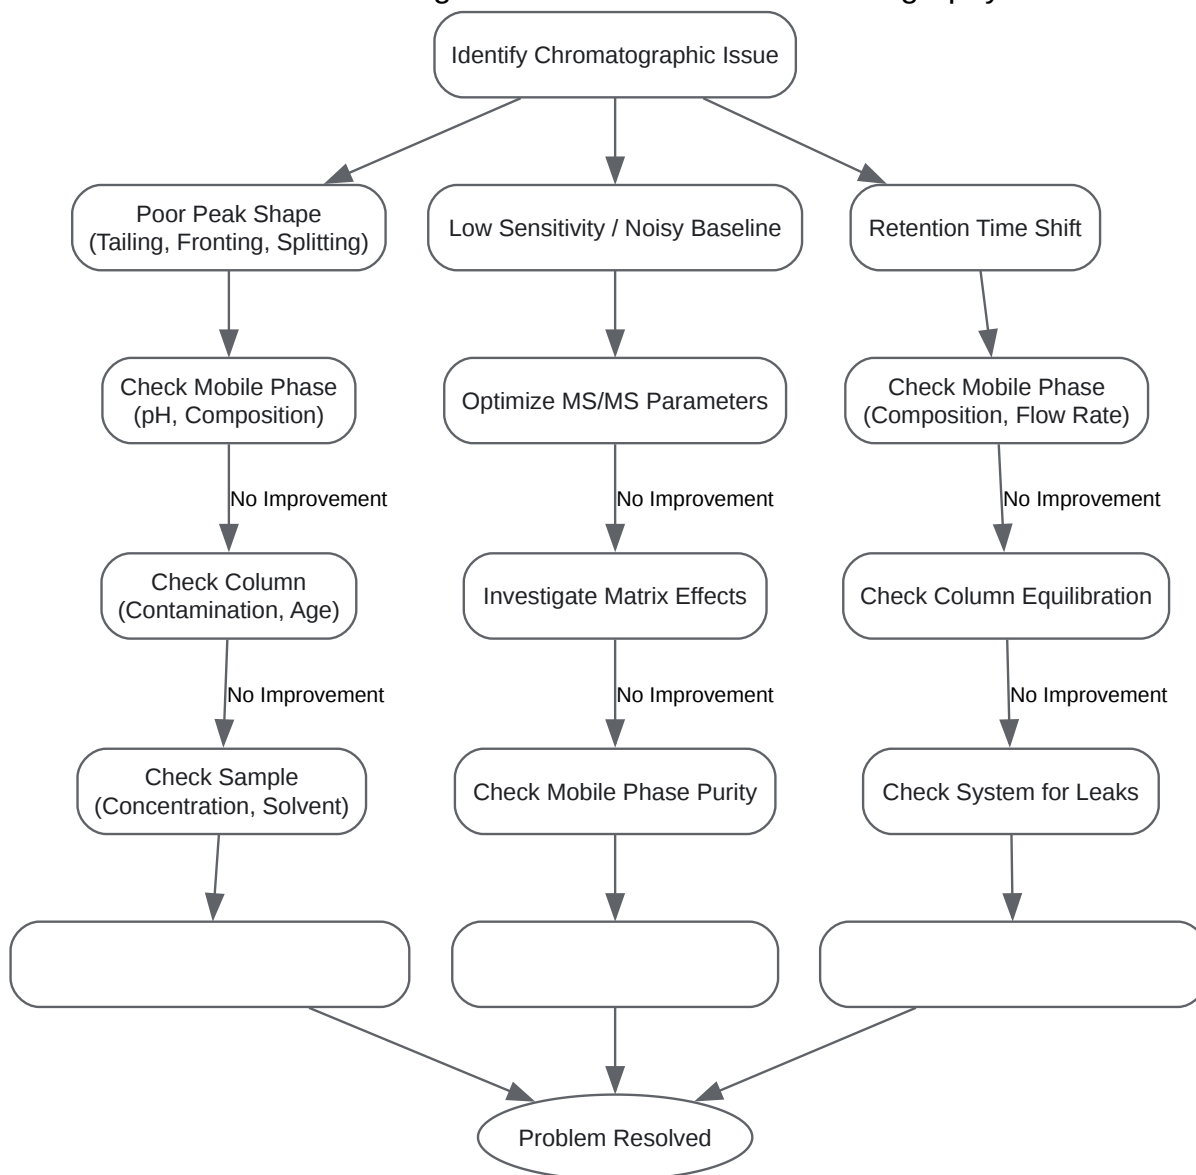 Identify Chromatographic Issue
Poor Peak Shape
(Tailing, Fronting, Splitting)
Low Sensitivity / Noisy Baseline
Retention Time Shift
Check Mobile Phase
(pH, Composition)
Optimize MS/MS Parameters
Check Mobile Phase
(Composition, Flow Rate)
No Improvement
No Improvement
No Improvement
Check Column
(Contamination, Age)
Investigate Matrix Effects
Check Column Equilibration
No Improvement
No Improvement
No Improvement
Check Sample
(Concentration, Solvent)
Check Mobile Phase Purity
Check System for Leaks
Problem Resolved